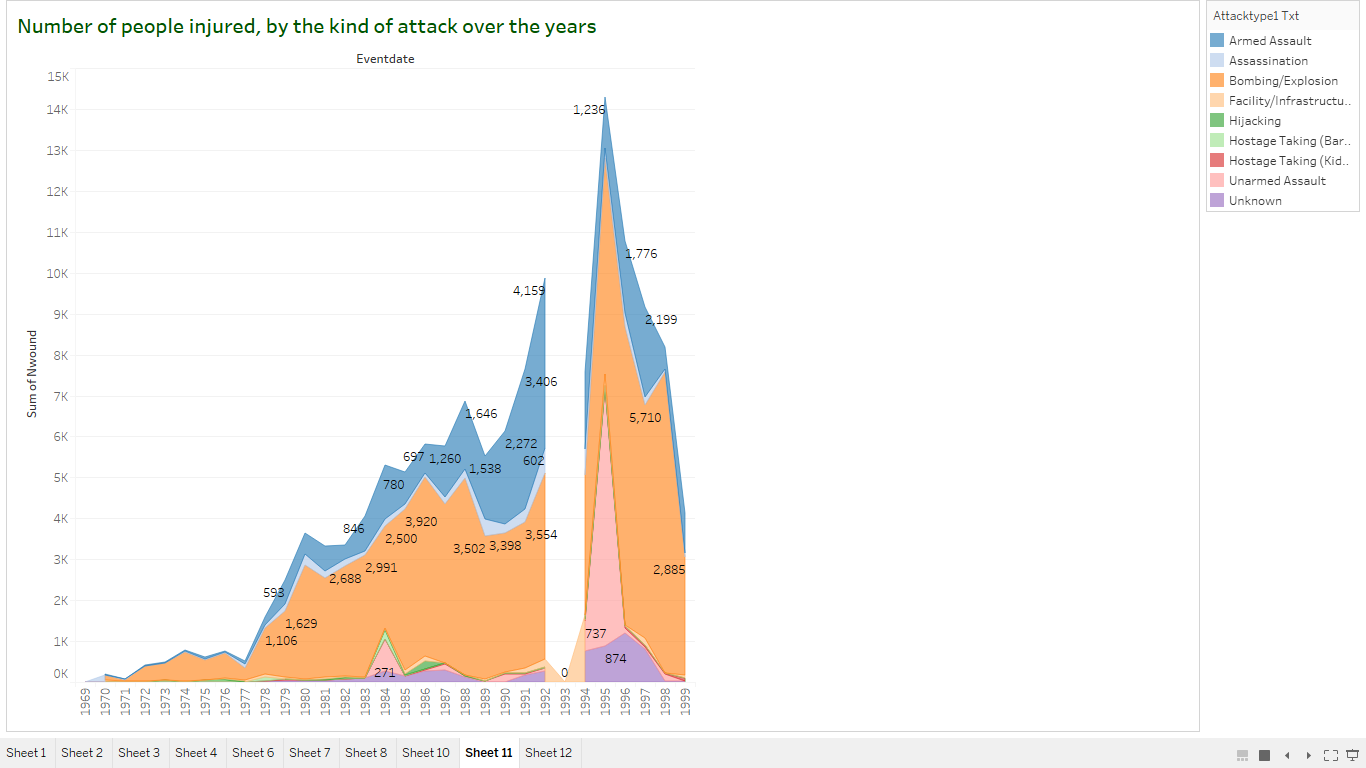 Number of people injured, by the kind of attack over the years
Eventdate
Sum of Nwound
15K
14K
13K
12K
11K
10K
9K
8K
7K
6K
5K
4K
3K
2K
1K
0K
1,236
1,776
4,159
2,199
3,406
1,646
5,710
2,272
697
1,260
602
1,538
780
3,920
846
3,554
2,500
3,502
3,398
2,991
2,885
2,688
593
1,629
737
1,106
874
271
0
1969
1970
1971
1972
1973
1974
1975
1976
1977
1978
1979
1980
1981
1982
1983
1984
1985
1986
1987
1988
1989
1990
1991
1992
1993
1994
1995
1996
1997
1998
1999
Attacktype1 Txt
Armed Assault
Assassination
Bombing/Explosion
Facility/Infrastructu..
Hijacking
Hostage Taking (Bar..
Hostage Taking (Kid..
Unarmed Assault
Unknown
Sheet 1 Sheet 2 Sheet 3 Sheet 4 Sheet 6 Sheet 7 Sheet 8 Sheet 10 Sheet 11 Sheet 12